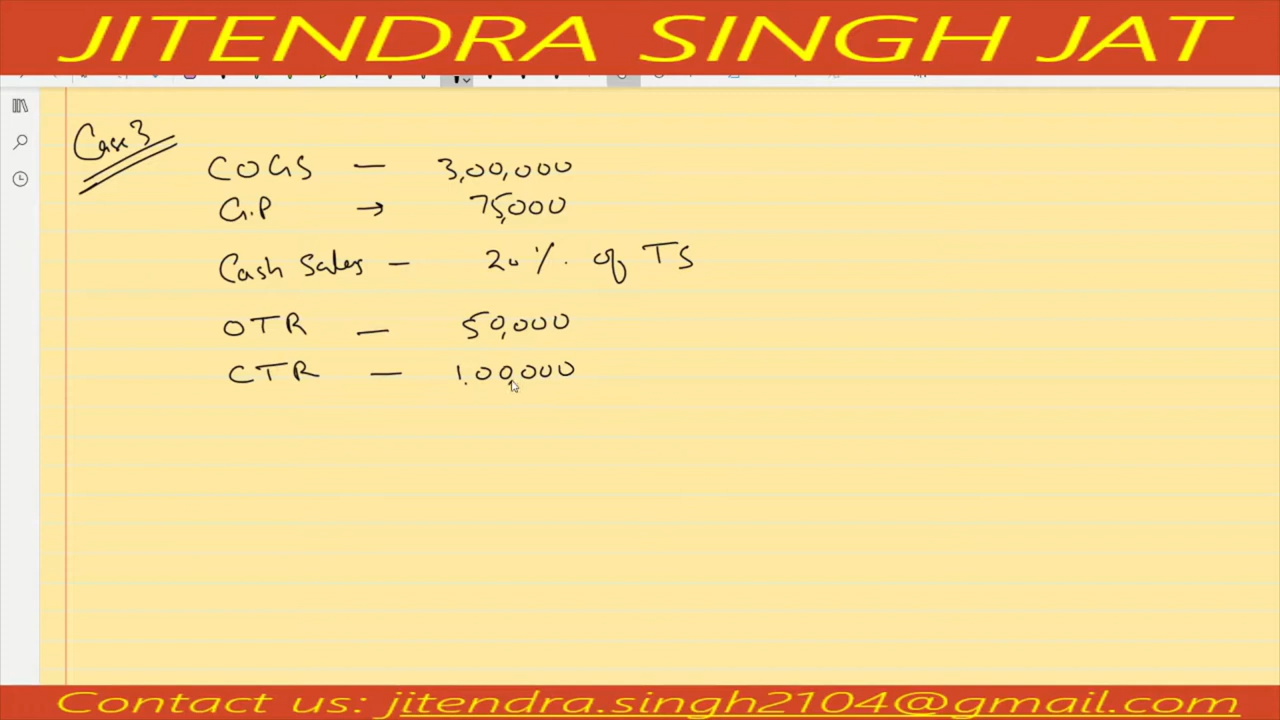 JITENDRA SINGH JAT
Case 3
COGS — 3,00,000
G.P → 75,000
Cash Sales — 20%. of TS
OTR — 50,000
CTR — 1,00,000
Contact us: jitendra.singh2104@gmail.com